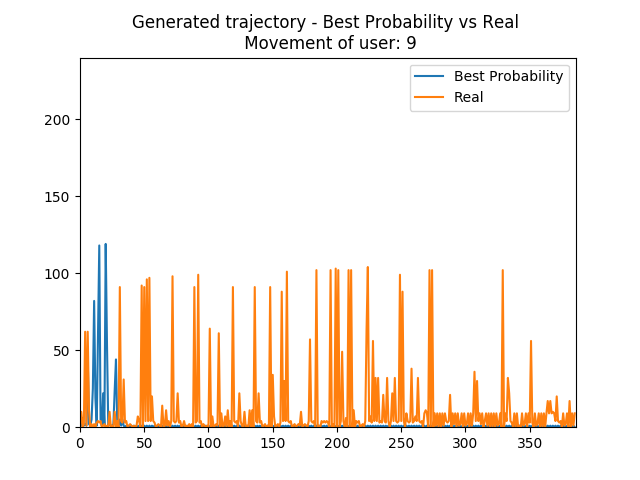 Generated trajectory - Best Probability vs Real
Movement of user: 9
Best Probability
Real
200
150
100
50
0
0 50 100 150 200 250 300 350